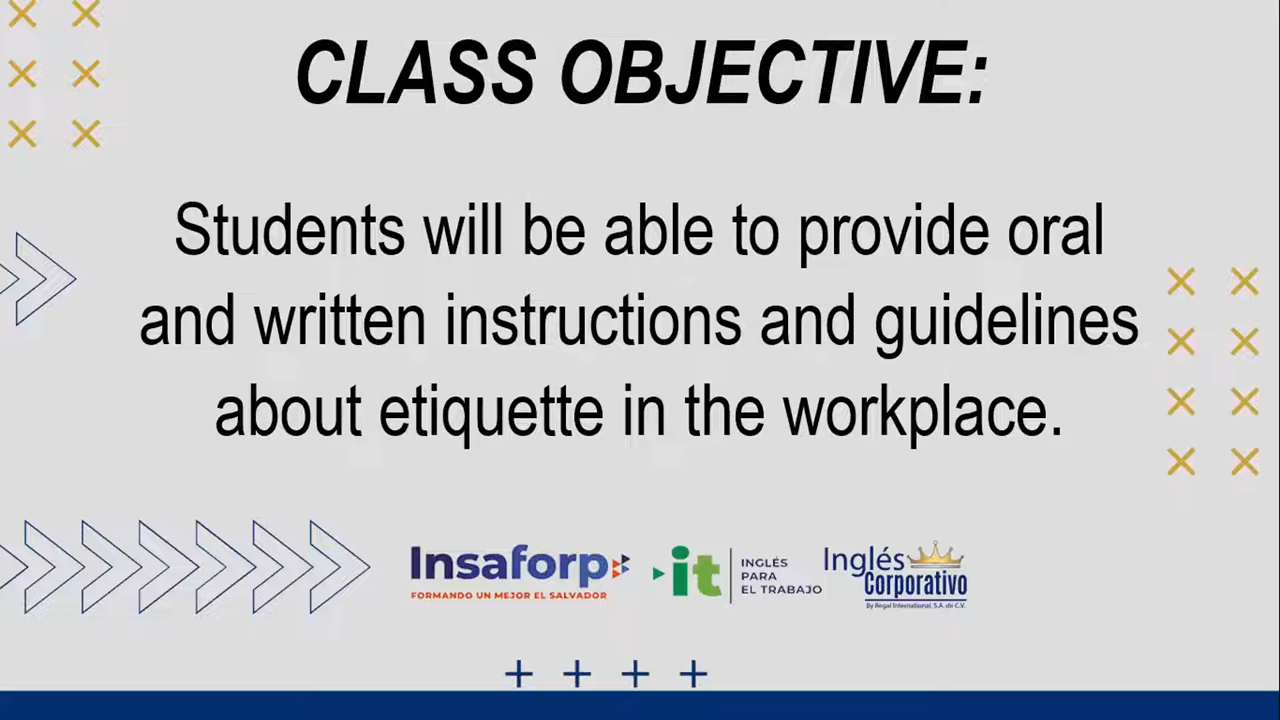 CLASS OBJECTIVE:
Students will be able to provide oral
and written instructions and guidelines
about etiquette in the workplace.
Insaforp
FORMANDO UN MEJOR EL SALVADOR
it
INGLÉS
PARA
EL TRABAJO
Inglés
Corporativo
By Regal International, S.A. de C.V.